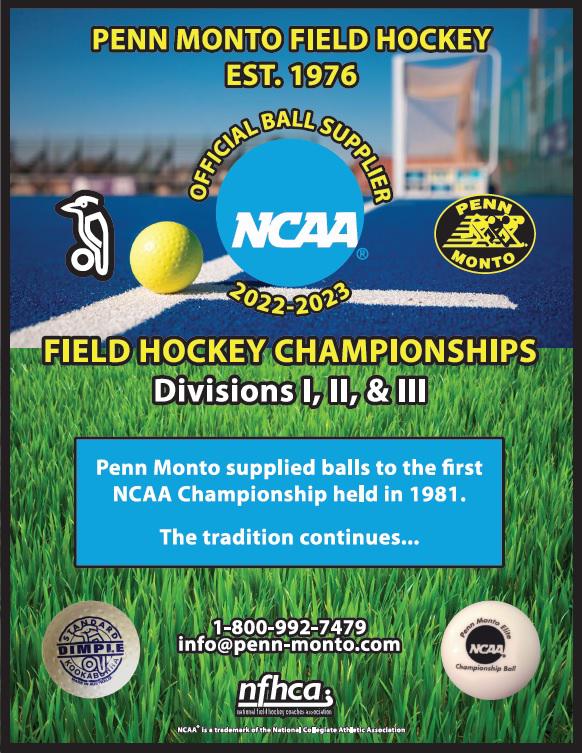 PENN MONTO FIELD HOCKEY
EST. 1976
OFFICIAL BALL SUPPLIER
NCAA®
2022-2023
PENN
MONTO
FIELD HOCKEY CHAMPIONSHIPS
Divisions I, II, & III
Penn Monto supplied balls to the first
NCAA Championship held in 1981.
The tradition continues...
STANDARD
DIMPLE
KOOKABURRA
MADE IN AUSTRALIA
1-800-992-7479
info@penn-monto.com
Penn Monto Elite
NCAA
Championship Ball
nfhca
national field hockey coaches association
NCAA® is a trademark of the National Collegiate Athletic Association